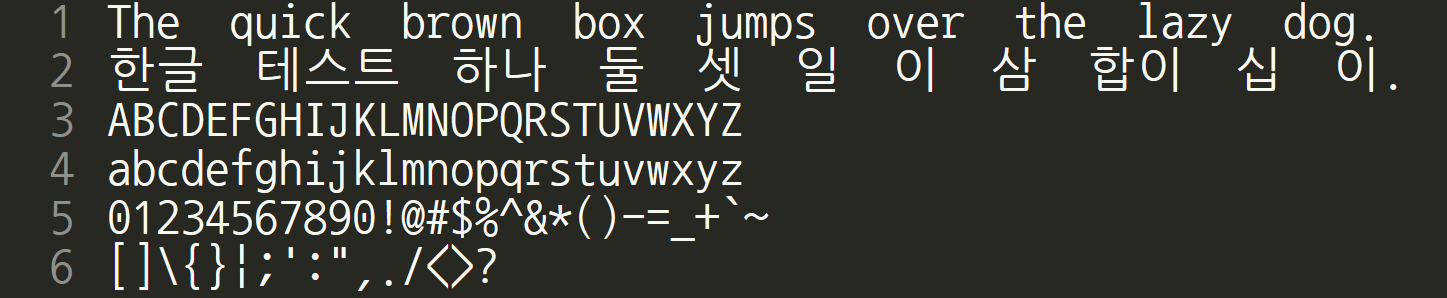 1 The quick brown box jumps over the lazy dog.
2 한글 테스트 하나 둘 셋 일 이 삼 합이 십 이.
3 ABCDEFGHIJKLMNOPQRSTUVWXYZ
4 abcdefghijklmnopqrstuvwxyz
5 01234567890!@#$%^&*()-=_+`~
6 []\{}|;':",./<>?